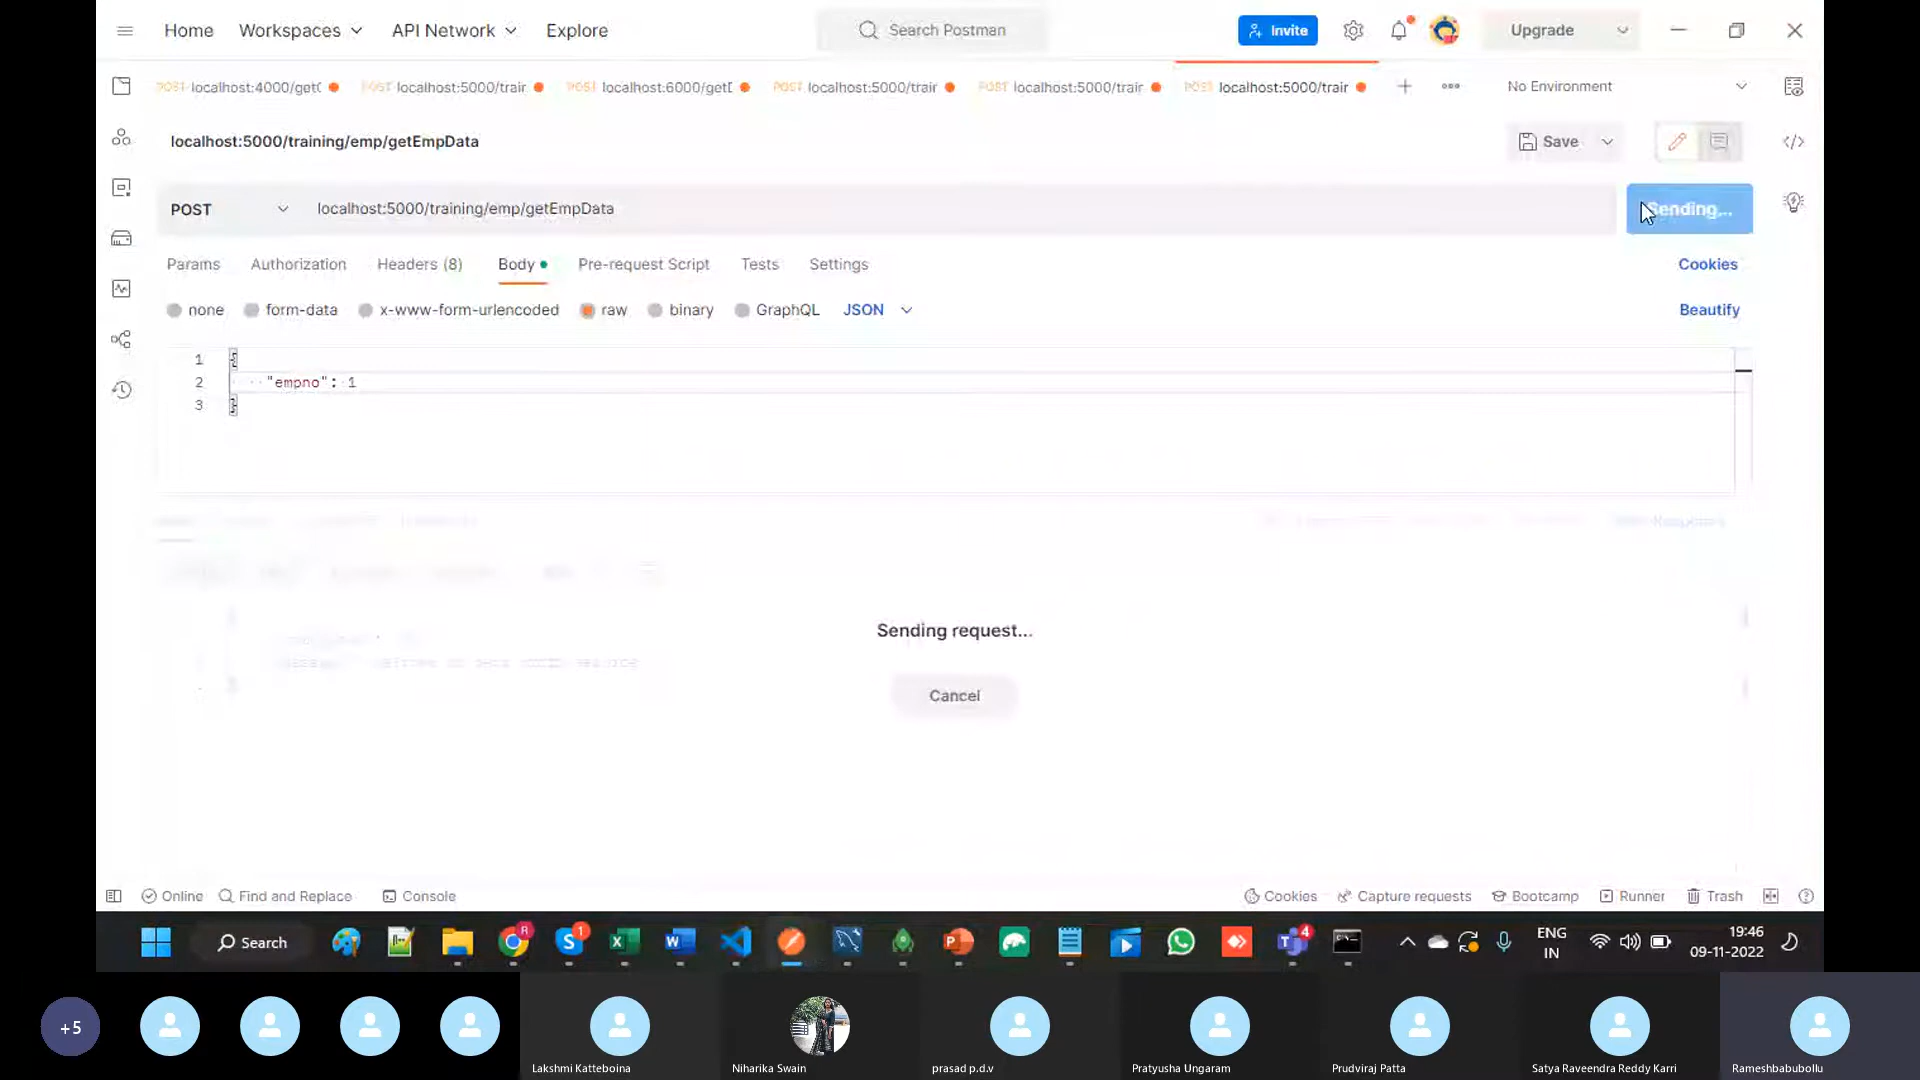 Home Workspaces API Network Explore Search Postman Invite Upgrade
POST localhost:4000/get( POST localhost:5000/trair POST localhost:6000/get[ POST localhost:5000/trair POST localhost:5000/trair POST localhost:5000/trair No Environment
localhost:5000/training/emp/getEmpData Save
POST localhost:5000/training/emp/getEmpData Sending...
Params Authorization Headers (8) Body Pre-request Script Tests Settings Cookies
none form-data x-www-form-urlencoded raw binary GraphQL JSON Beautify
1 {
2 "empno": 1
3 }
Sending request...
Cancel
Online Find and Replace Console Cookies Capture requests Bootcamp Runner Trash
Search ENG IN 19:46
09-11-2022
+5
Lakshmi Katteboina Niharika Swain prasad p.d.v Pratyusha Ungaram Prudviraj Patta Satya Raveendra Reddy Karri Rameshbabubollu